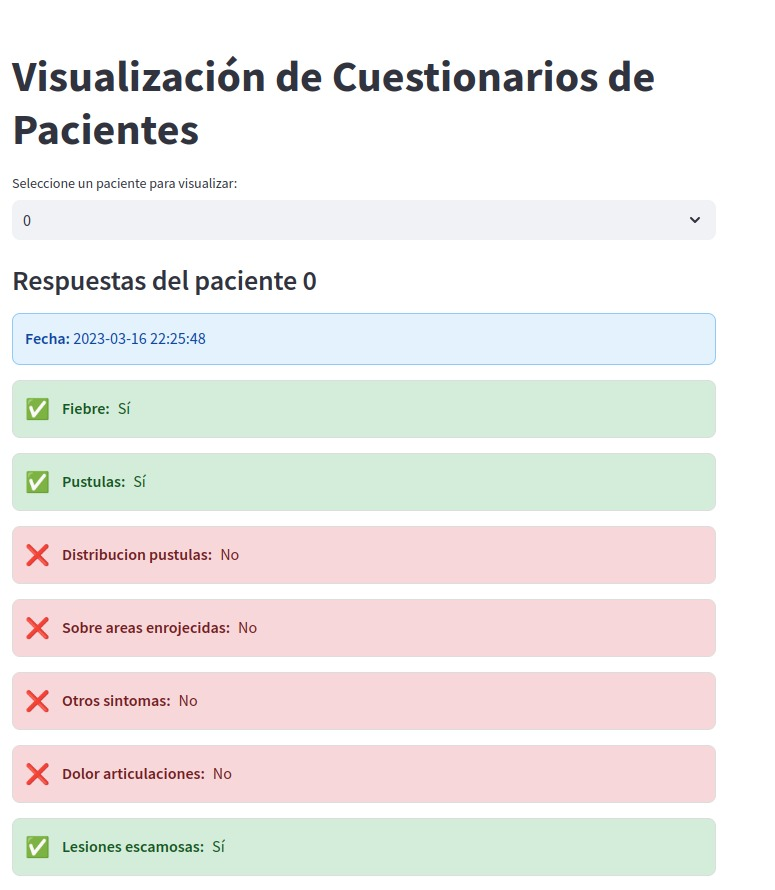 Visualización de Cuestionarios de
Pacientes
Seleccione un paciente para visualizar:
0
Respuestas del paciente 0
Fecha: 2023-03-16 22:25:48
Fiebre: Sí
Pustulas: Sí
Distribucion pustulas: No
Sobre areas enrojecidas: No
Otros sintomas: No
Dolor articulaciones: No
Lesiones escamosas: Sí